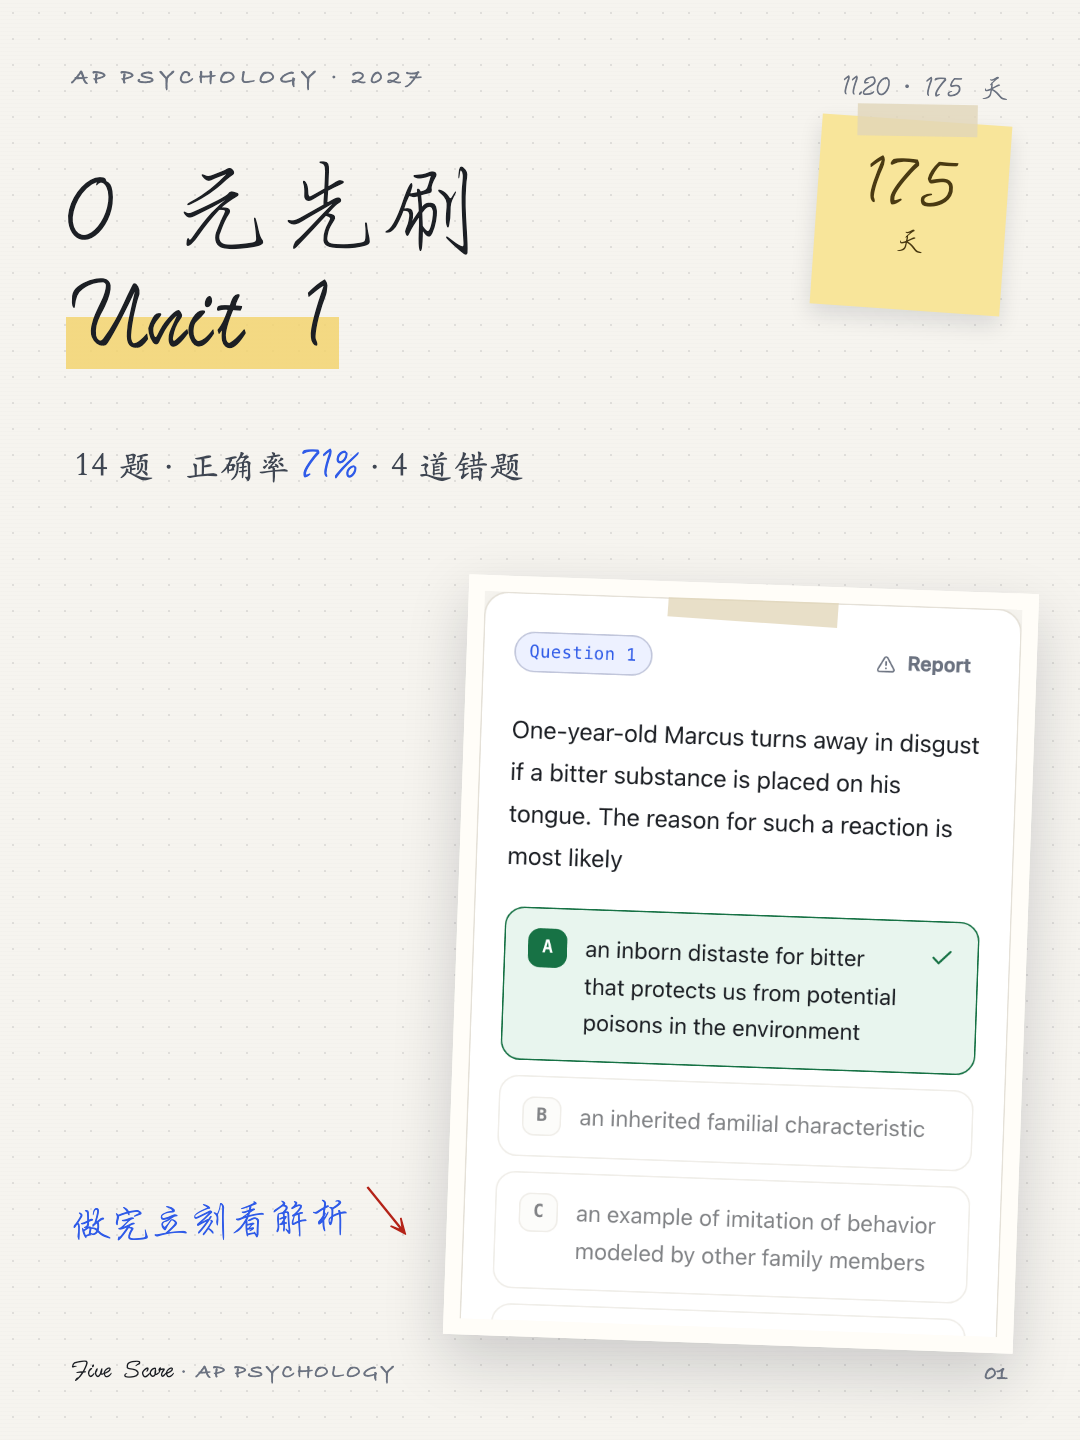 AP PSYCHOLOGY · 2027
11.20 · 175 天
175
天
0 元先刷
Unit 1
14 题 · 正确率 71% · 4 道错题
Question 1
Report
One-year-old Marcus turns away in disgust
if a bitter substance is placed on his
tongue. The reason for such a reaction is
most likely
A
an inborn distaste for bitter
that protects us from potential
poisons in the environment
B
an inherited familial characteristic
C
an example of imitation of behavior
modeled by other family members
做完立刻看解析
Five Score · AP PSYCHOLOGY
01